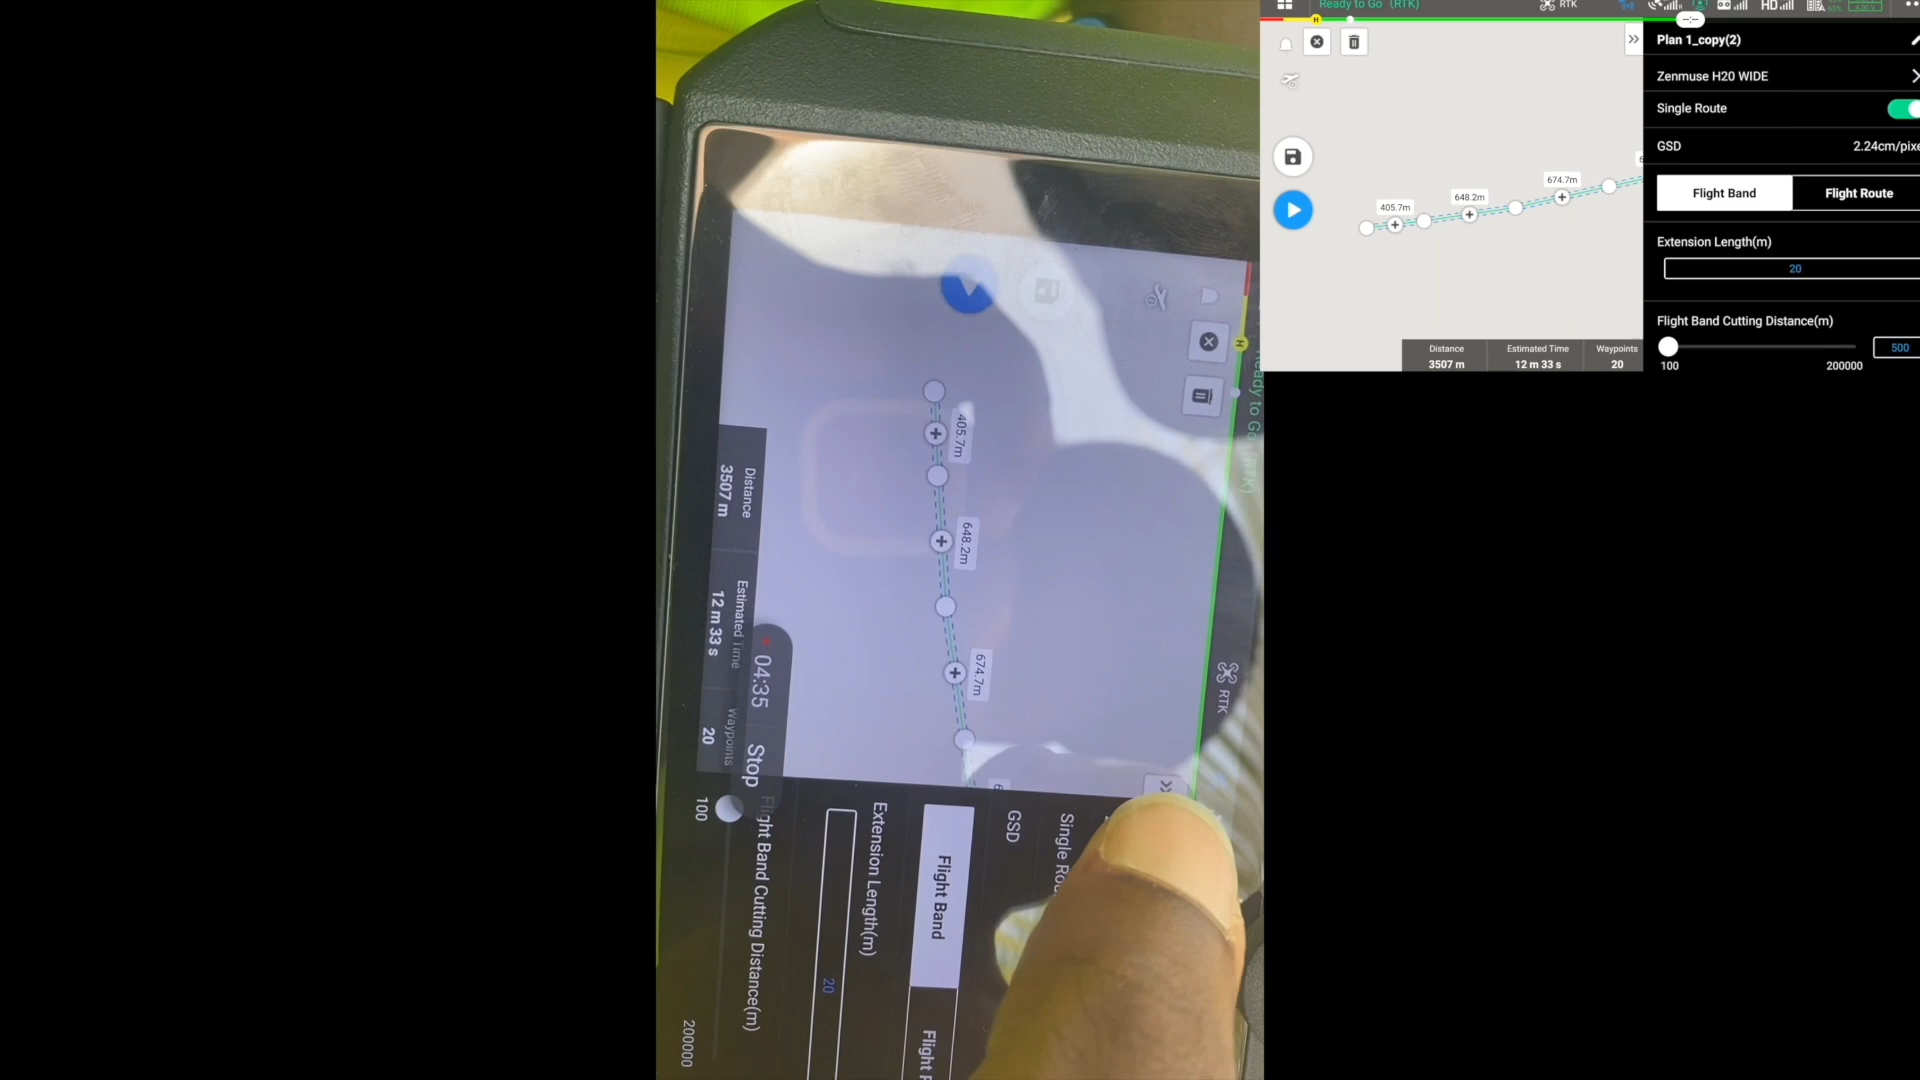 Ready to Go (RTK)
RTK
HD
Plan 1_copy(2)
Zenmuse H20 WIDE
Single Route
GSD
2.24cm/pixe
Flight Band
Flight Route
Extension Length(m)
20
Flight Band Cutting Distance(m)
500
100
200000
405.7m
648.2m
674.7m
Distance
3507 m
Estimated Time
12 m 33 s
Waypoints
20
H
Ready to Go (RTK)
RTK
H
405.7m
648.2m
674.7m
Distance
3507 m
Estimated Time
12 m 33 s
Waypoints
20
04:35
Stop
Single Rou
GSD
Flight Band
Flight
Extension Length(m)
20
Flight Band Cutting Distance(m)
100
200000